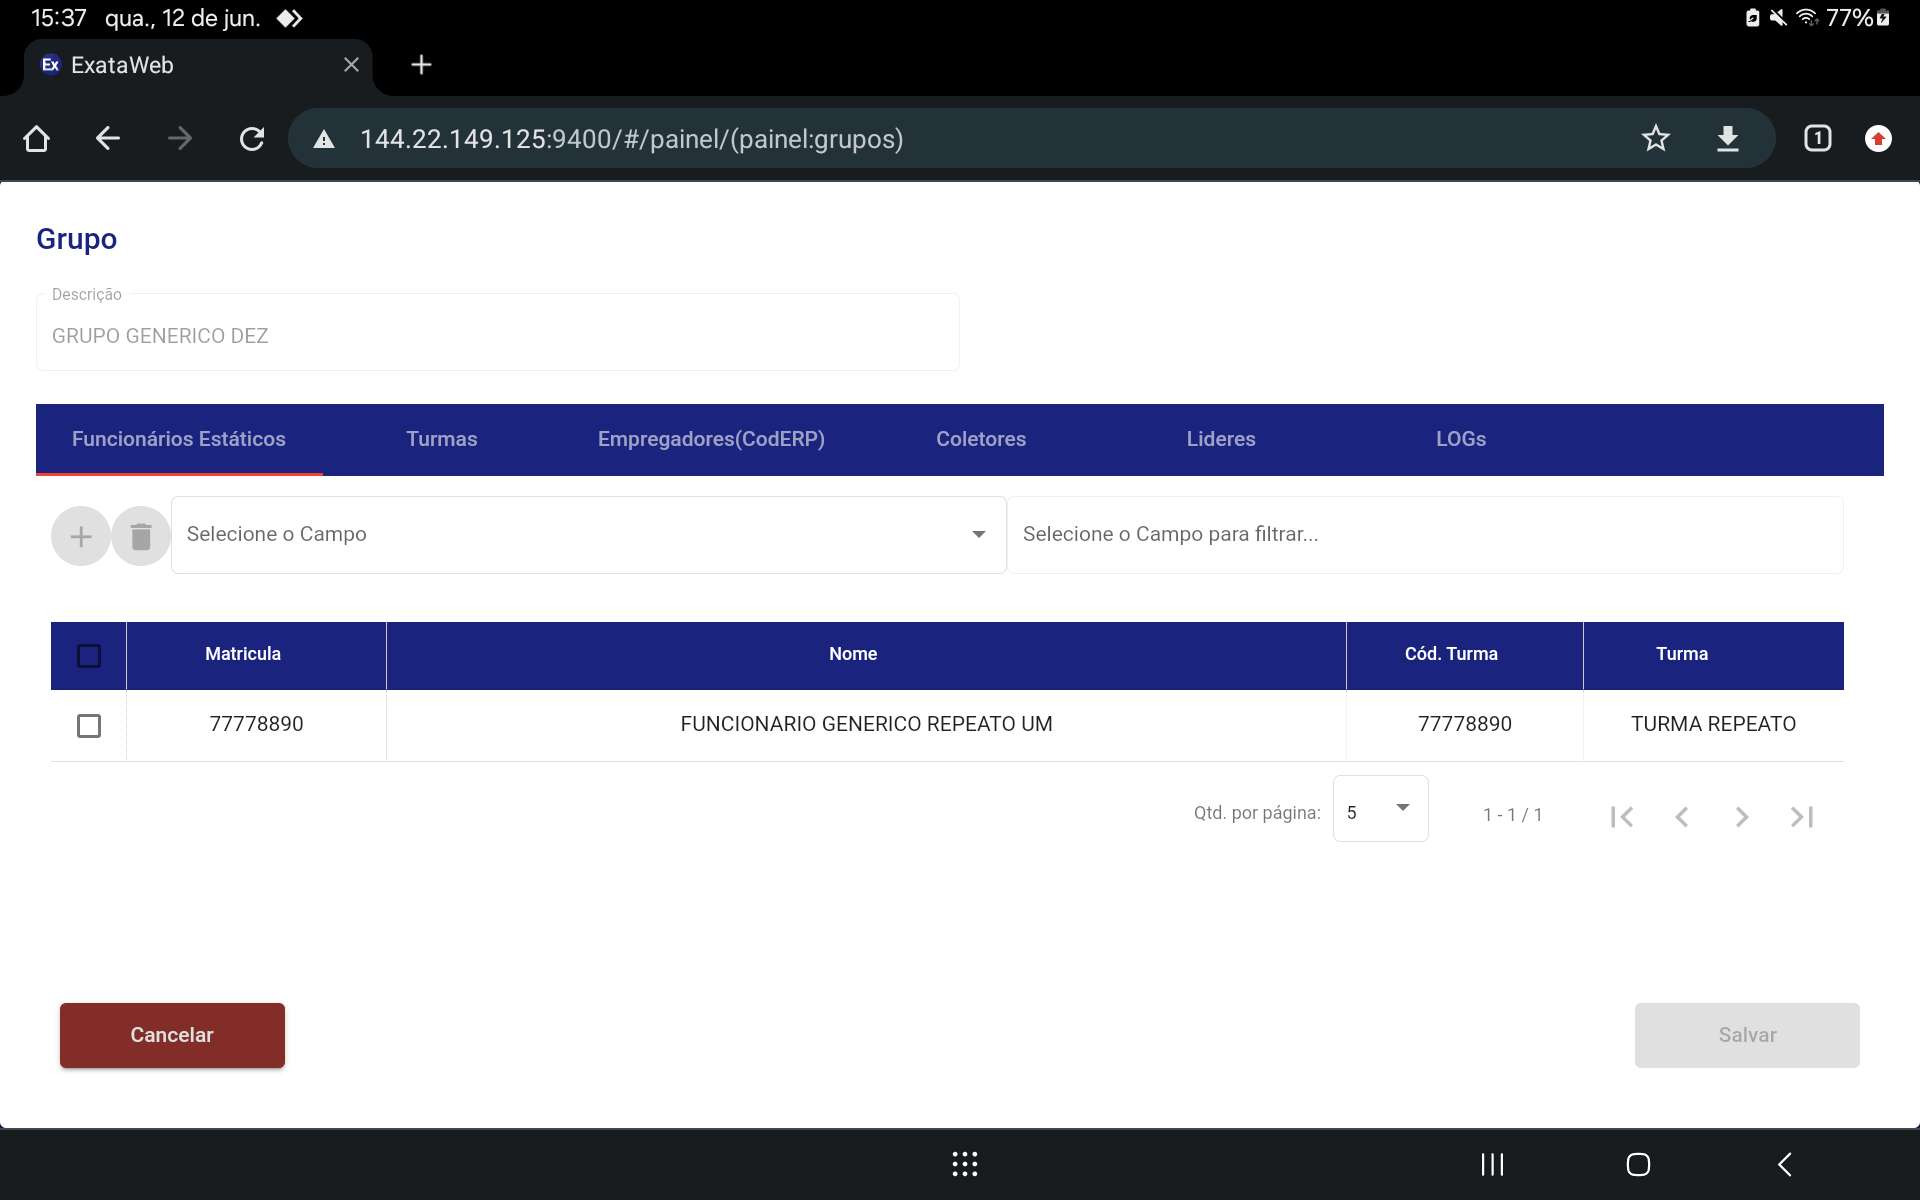 15:37 qua., 12 de jun. 77%
Ex ExataWeb
144.22.149.125:9400/#/painel/(painel:grupos) 1
Grupo
Descrição
GRUPO GENERICO DEZ
Funcionários Estáticos Turmas Empregadores(CodERP) Coletores Lideres LOGs
Selecione o Campo Selecione o Campo para filtrar...
Matricula Nome Cód. Turma Turma
77778890 FUNCIONARIO GENERICO REPEATO UM 77778890 TURMA REPEATO
Qtd. por página: 5 1 - 1 / 1
Cancelar Salvar